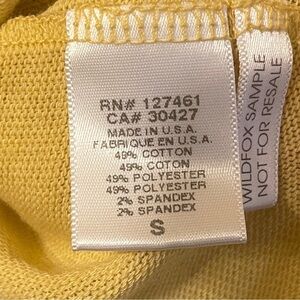 RN# 127461
CA# 30427
MADE IN U.S.A.
FABRIQUE EN U.S.A.
49% COTTON
49% COTON
49% POLYESTER
49% POLYESTER
2% SPANDEX
2% SPANDEX
S
WILDFOX SAMPLE
NOT FOR RESALE